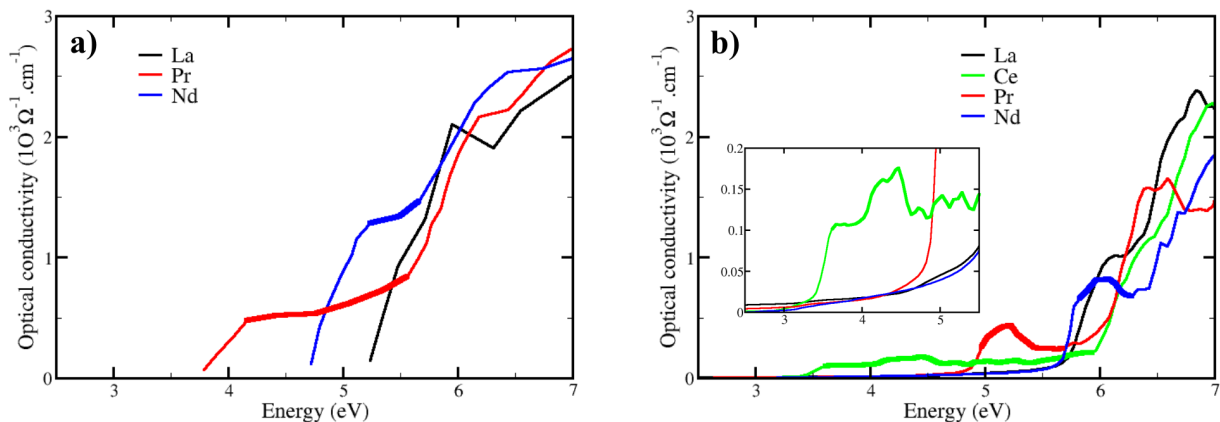 a)
La
Pr
Nd
Optical conductivity (1O³Ω⁻¹.cm⁻¹)
3
2
1
0
3
4
5
6
7
Energy (eV)
b)
La
Ce
Pr
Nd
Optical conductivity (10³Ω⁻¹.cm⁻¹)
3
2
1
0
0.2
0.15
0.1
0.05
0
3
4
5
3
4
5
6
7
Energy (eV)